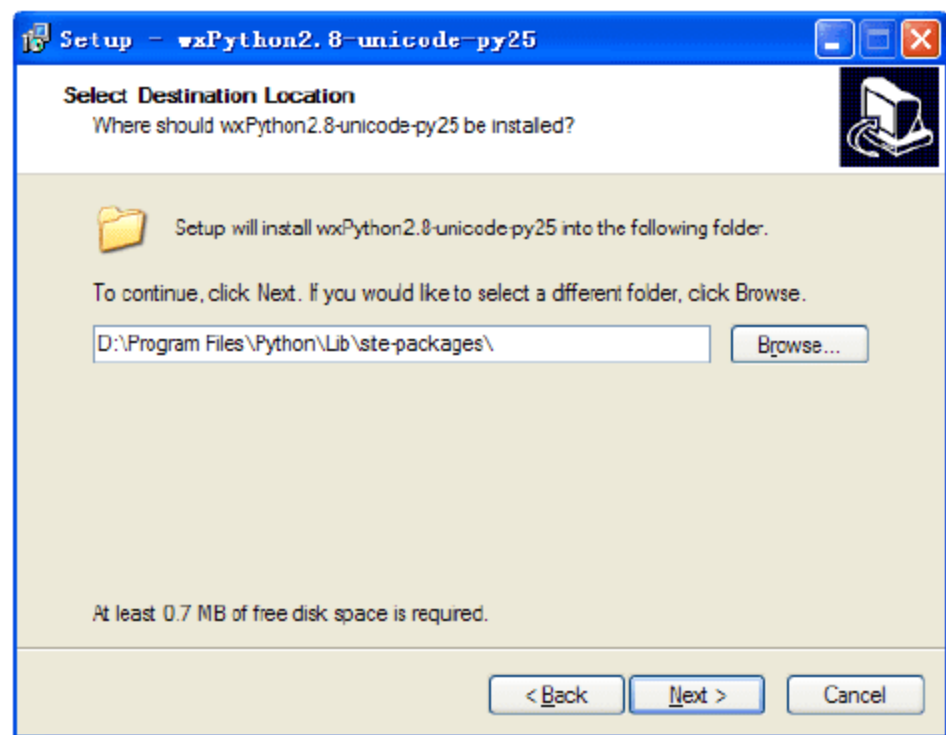 Setup - wxPython2.8-unicode-py25
Select Destination Location
Where should wxPython2.8-unicode-py25 be installed?
Setup will install wxPython2.8-unicode-py25 into the following folder.
To continue, click Next. If you would like to select a different folder, click Browse.
D:\Program Files\Python\Lib\site-packages\
Browse...
At least 0.7 MB of free disk space is required.
< Back
Next >
Cancel